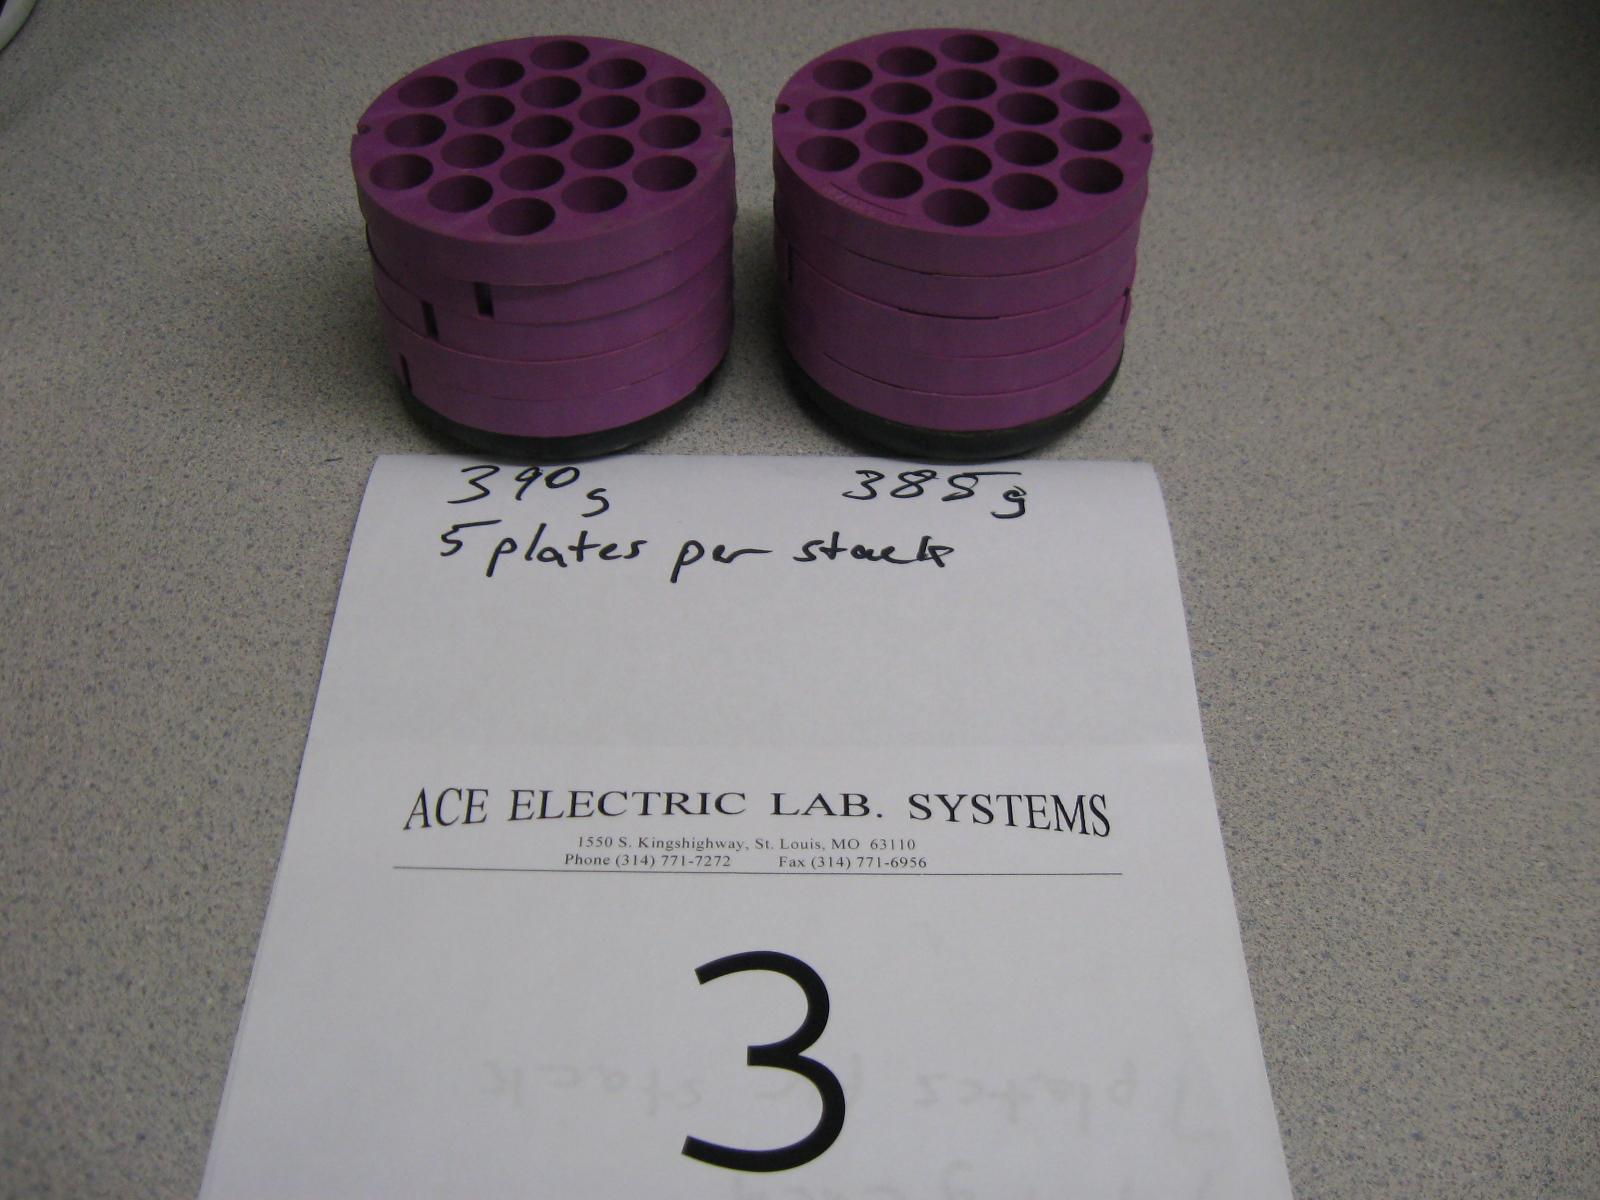 390g 385g
5 plates per stack
ACE ELECTRIC LAB. SYSTEMS
1550 S. Kingshighway, St. Louis, MO 63110
Phone (314) 771-7272 Fax (314) 771-6956
3